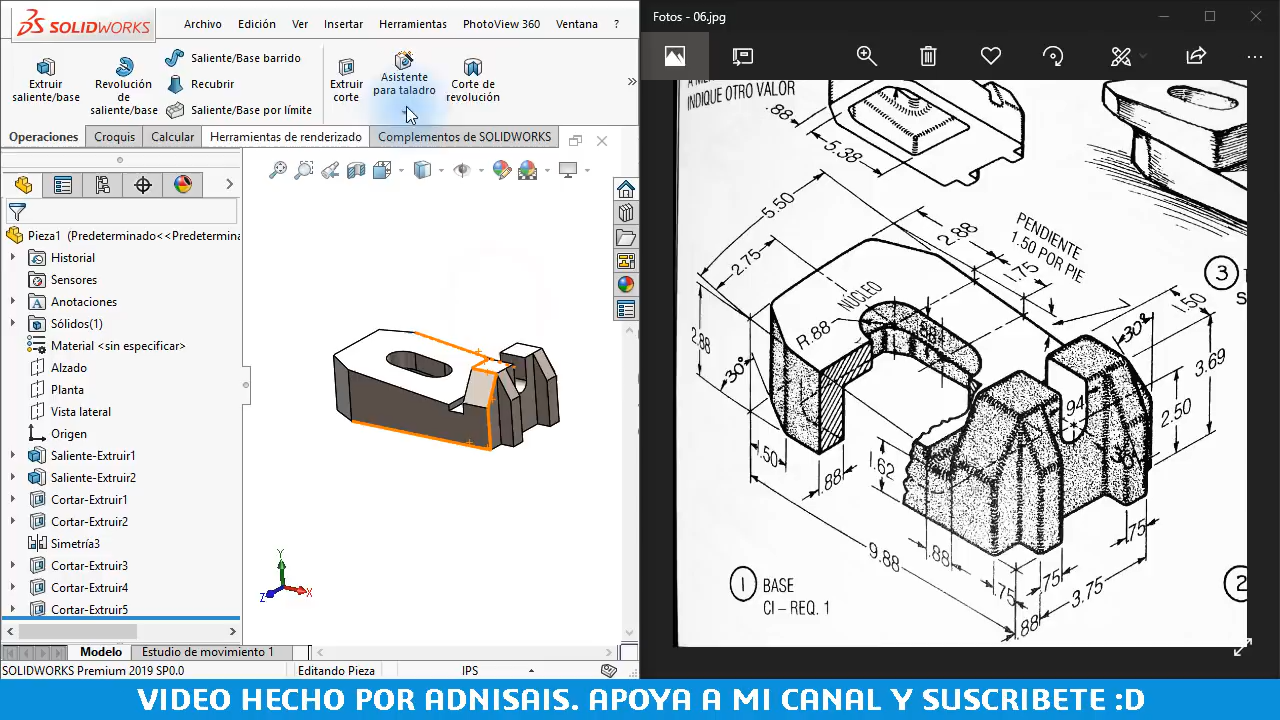 SOLIDWORKS
Archivo Edición Ver Insertar Herramientas PhotoView 360 Ventana ?
Fotos - 06.jpg
Extruir saliente/base
Revolución de saliente/base
Saliente/Base barrido
Recubrir
Saliente/Base por límite
Extruir corte
Asistente para taladro
Corte de revolución
»
Operaciones Croquis Calcular Herramientas de renderizado Complementos de SOLIDWORKS
Pieza1 (Predeterminado<<Predetermina
Historial
Sensores
Anotaciones
Sólidos(1)
Material <sin especificar>
Alzado
Planta
Vista lateral
Origen
Saliente-Extruir1
Saliente-Extruir2
Cortar-Extruir1
Cortar-Extruir2
Simetría3
Cortar-Extruir3
Cortar-Extruir4
Cortar-Extruir5
Y
Z
X
Modelo Estudio de movimiento 1
SOLIDWORKS Premium 2019 SP0.0 Editando Pieza IPS
INDIQUE OTRO VALOR
.88
5.38
5.50
2.75
2.88
1.75
PENDIENTE
1.50 POR PIE
3
NÚCLEO
R.88
.88
1.50
30°
2.88
30°
3.69
.94
2.50
1.50
.88
1.62
.75
9.88
.88
1.75
.75
3.75
.88
1 BASE
CI – REQ. 1
2
VIDEO HECHO POR ADNISAIS. APOYA A MI CANAL Y SUSCRIBETE :D